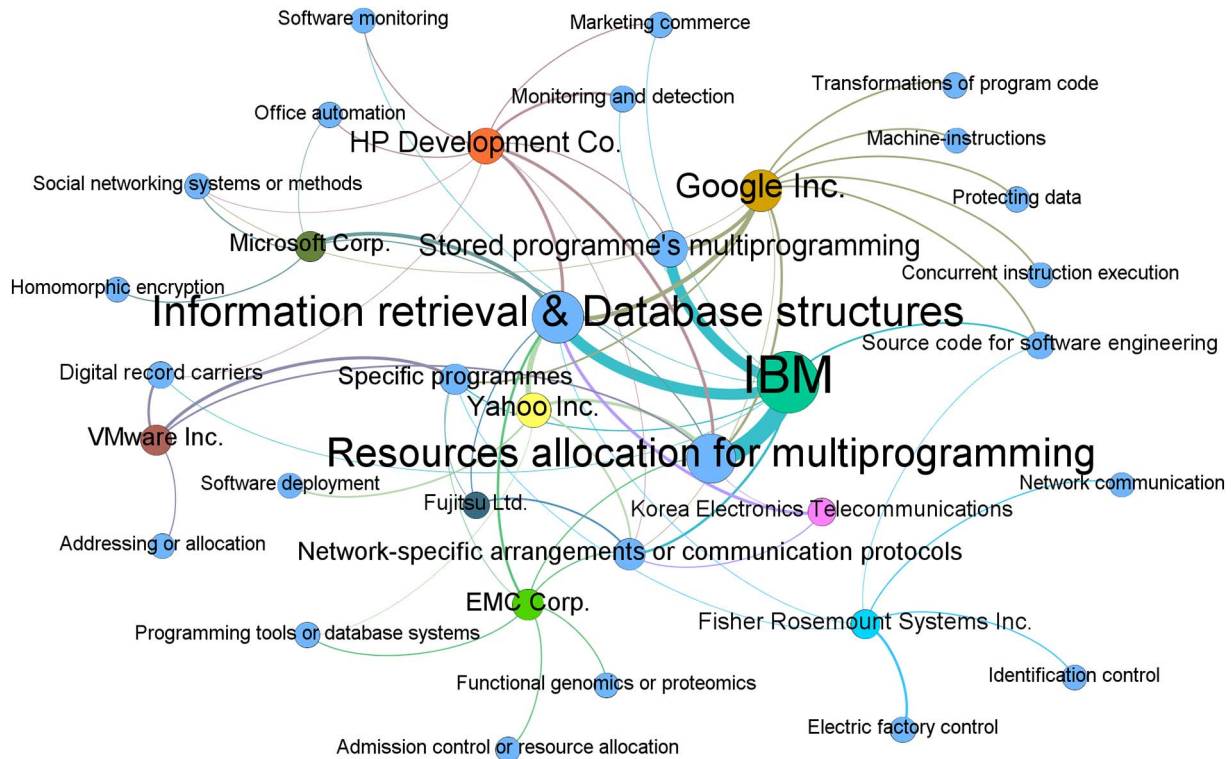 Software monitoring
Marketing commerce
Transformations of program code
Monitoring and detection
Office automation
HP Development Co.
Machine-instructions
Social networking systems or methods
Google Inc.
Protecting data
Microsoft Corp.
Stored programme's multiprogramming
Concurrent instruction execution
Homomorphic encryption
Information retrieval & Database structures
Source code for software engineering
Digital record carriers
Specific programmes
IBM
Yahoo Inc.
VMware Inc.
Resources allocation for multiprogramming
Software deployment
Network communication
Fujitsu Ltd.
Korea Electronics Telecommunications
Addressing or allocation
Network-specific arrangements or communication protocols
EMC Corp.
Fisher Rosemount Systems Inc.
Programming tools or database systems
Identification control
Functional genomics or proteomics
Electric factory control
Admission control or resource allocation